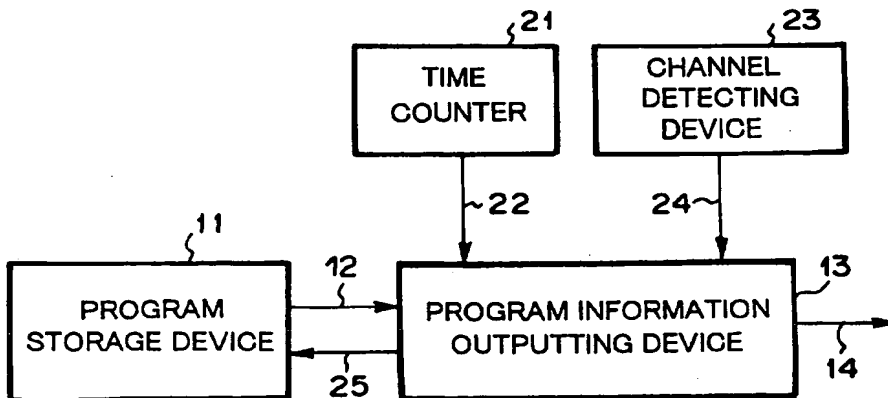 21
TIME
COUNTER
23
CHANNEL
DETECTING
DEVICE
22
24
11
PROGRAM
STORAGE DEVICE
12
25
PROGRAM INFORMATION
OUTPUTTING DEVICE
13
14